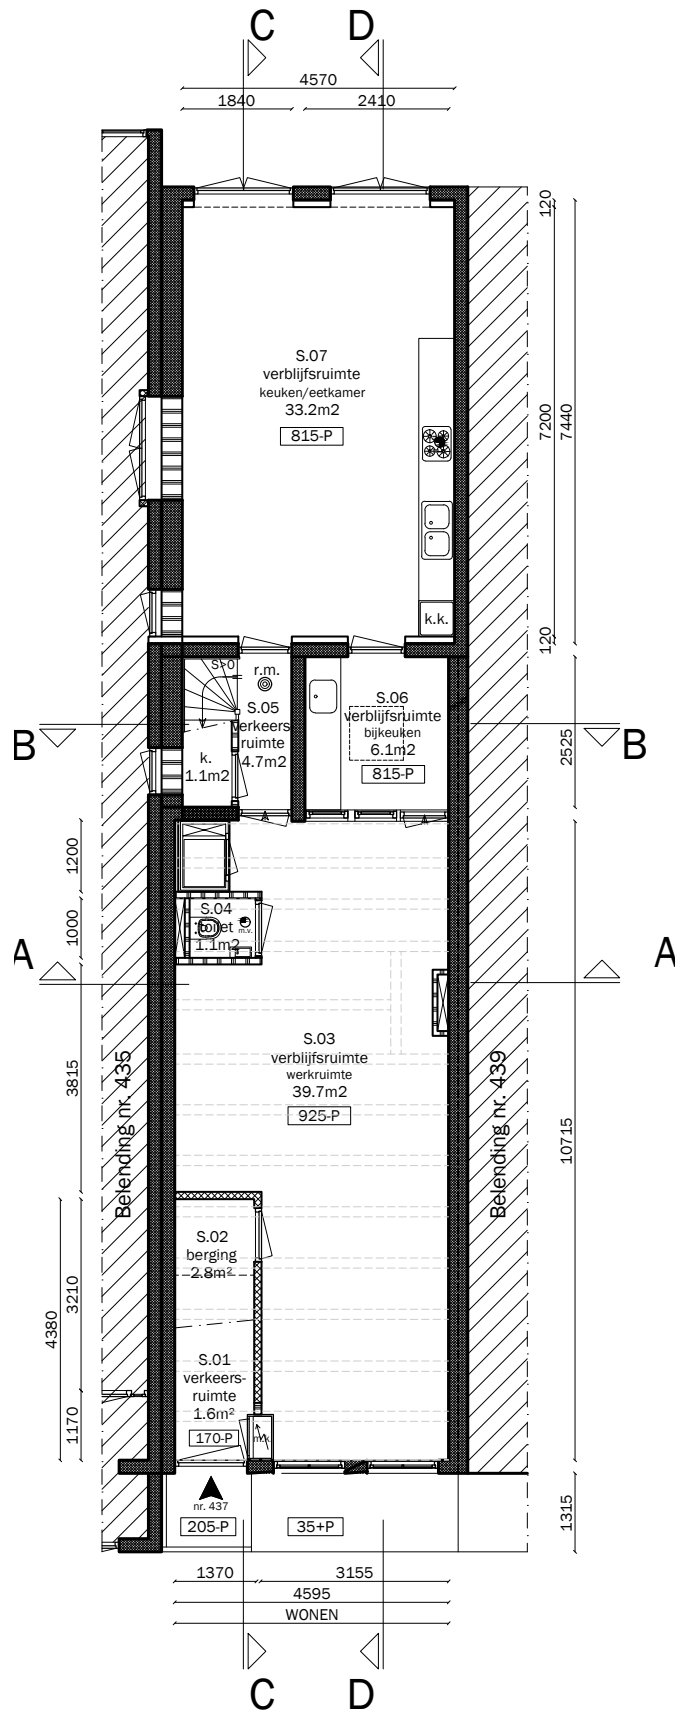 C
D
4570
1840
2410
120
S.07
verblijfsruimte
keuken/eetkamer
33.2m2
815-P
7200
7440
k.k.
120
S>0
r.m.
S.05
verkeers
ruimte
4.7m2
S.06
verblijfsruimte
bijkeuken
6.1m2
815-P
k.
1.1m2
B
B
2525
1200
1000
S.04
toilet
1.1m2
m.v.
A
A
3815
S.03
verblijfsruimte
werkruimte
39.7m2
925-P
Belending nr. 435
Belending nr. 439
10715
S.02
berging
2.8m²
3210
4380
S.01
verkeers-
ruimte
1.6m²
170-P
m.k.
1170
nr. 437
205-P
35+P
1315
1370
3155
4595
WONEN
C
D